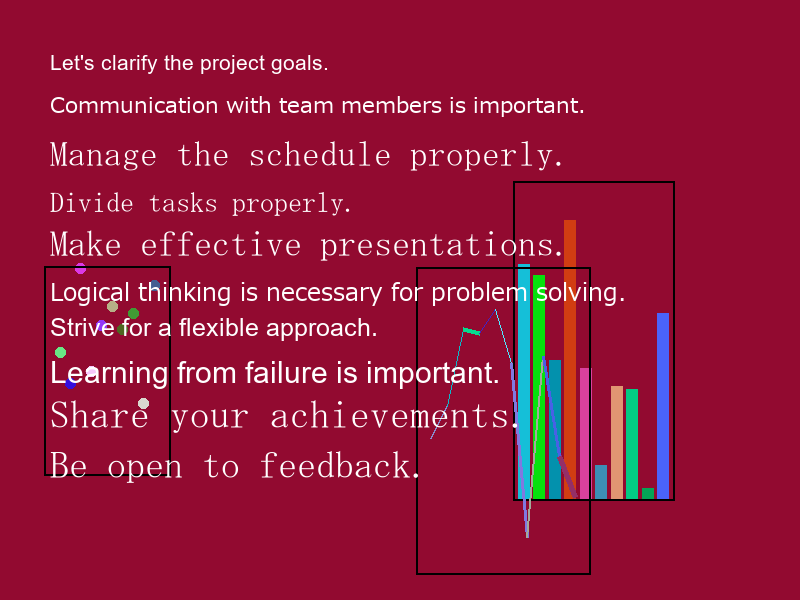 Let's clarify the project goals.
Communication with team members is important.
Manage the schedule properly.
Divide tasks properly.
Make effective presentations.
Logical thinking is necessary for problem solving.
Strive for a flexible approach.
Learning from failure is important.
Share your achievements.
Be open to feedback.